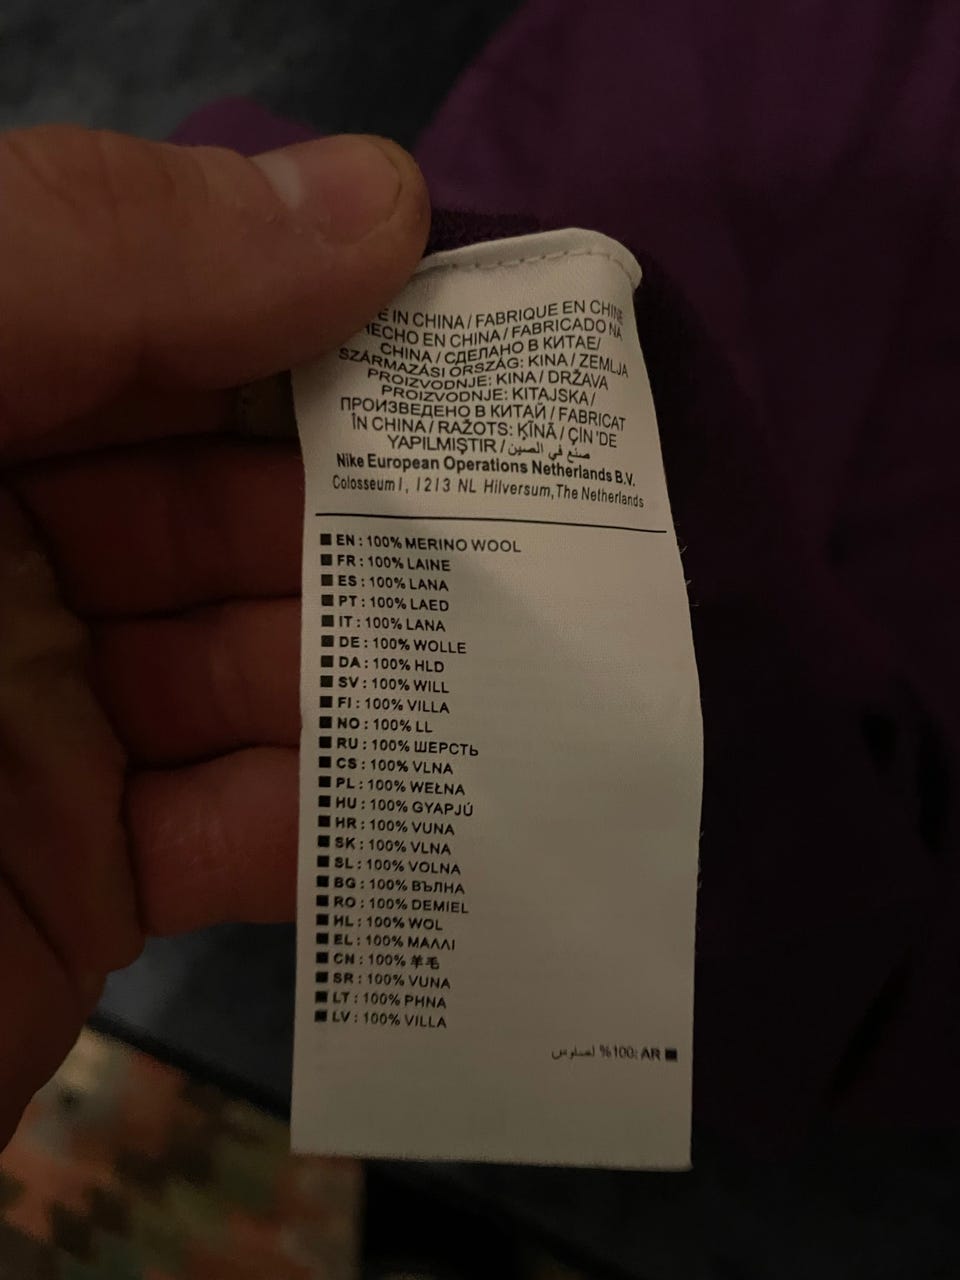 E IN CHINA / FABRIQUE EN CHINE
HECHO EN CHINA / FABRICADO NA
CHINA / СДЕЛАНО В КИТАЕ/
SZÁRMAZÁSI ORSZÁG: KINA / ZEMLJA
PROIZVODNJE: KINA / DRŽAVA
PROIZVODNJE: KITAJSKA /
ПРОИЗВЕДЕНО В КИТАЙ / FABRICAT
ÎN CHINA / RAŽOTS: ĶĪNĀ / ÇIN 'DE
YAPILMIŞTIR / صنع في الصين
Nike European Operations Netherlands B.V.
Colosseum1, 1213 NL Hilversum,The Netherlands
EN : 100% MERINO WOOL
FR : 100% LAINE
ES : 100% LANA
PT : 100% LAED
IT : 100% LANA
DE : 100% WOLLE
DA : 100% HLD
SV : 100% WILL
FI : 100% VILLA
NO : 100% LL
RU : 100% ШЕРСТЬ
CS : 100% VLNA
PL : 100% WEŁNA
HU : 100% GYAPJÚ
HR : 100% VUNA
SK : 100% VLNA
SL : 100% VOLNA
BG : 100% ВЪЛНА
RO : 100% DEMIEL
HL : 100% WOL
EL : 100% ΜΑΛΛΙ
CN : 100% 羊毛
SR : 100% VUNA
LT : 100% PHNA
LV : 100% VILLA
%100: AR